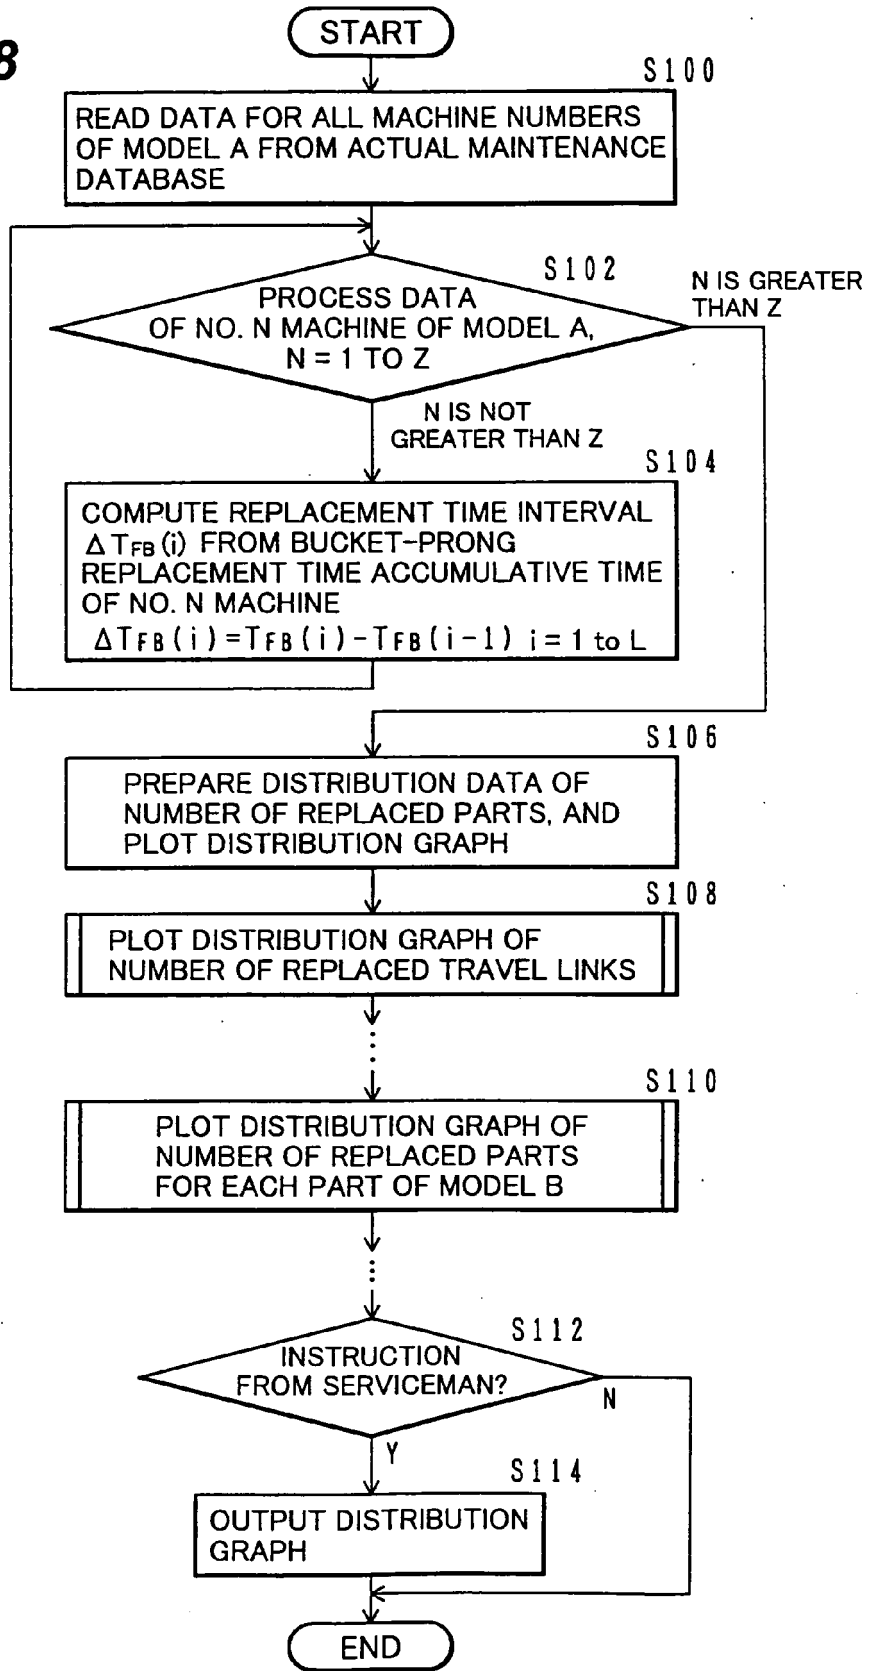 8
START
S100
READ DATA FOR ALL MACHINE NUMBERS
OF MODEL A FROM ACTUAL MAINTENANCE
DATABASE
S102
PROCESS DATA
OF NO. N MACHINE OF MODEL A,
N = 1 TO Z
N IS GREATER
THAN Z
N IS NOT
GREATER THAN Z
S104
COMPUTE REPLACEMENT TIME INTERVAL
ΔTFB(i) FROM BUCKET-PRONG
REPLACEMENT TIME ACCUMULATIVE TIME
OF NO. N MACHINE
ΔTFB(i)=TFB(i)-TFB(i-1) i = 1 to L
S106
PREPARE DISTRIBUTION DATA OF
NUMBER OF REPLACED PARTS, AND
PLOT DISTRIBUTION GRAPH
S108
PLOT DISTRIBUTION GRAPH OF
NUMBER OF REPLACED TRAVEL LINKS
S110
PLOT DISTRIBUTION GRAPH OF
NUMBER OF REPLACED PARTS
FOR EACH PART OF MODEL B
S112
INSTRUCTION
FROM SERVICEMAN?
N
Y
S114
OUTPUT DISTRIBUTION
GRAPH
END